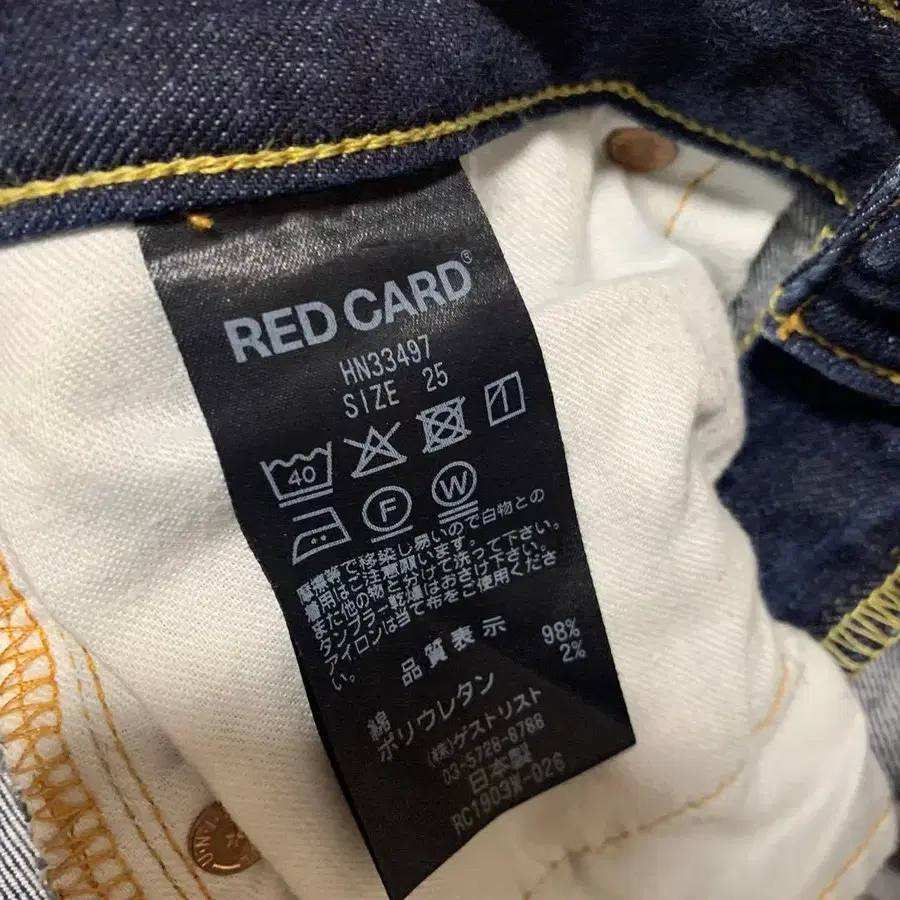 RED CARD®
HN33497
SIZE 25
40
F W
摩擦等で移染し易いので白物との
着用はご注意願います。
また他の物と分けて洗って下さい。
タンブラー乾燥はおさけ下さい。
アイロンは当て布をご使用くださ
い。
品質表示
綿 98%
ポリウレタン 2%
(株)ゲストリスト
03-5728-8788
日本製
RC1903W-026
U.N